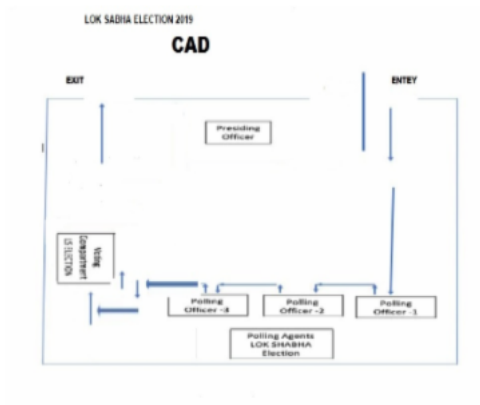 LOK SABHA ELECTION 2019
CAD
EXIT
ENTEY
Presiding
Officer
Voting
Compartment
LS ELECTION
Polling
Officer -3
Polling
Officer -2
Polling
Officer -1
Polling Agents
LOK SHABHA
Election